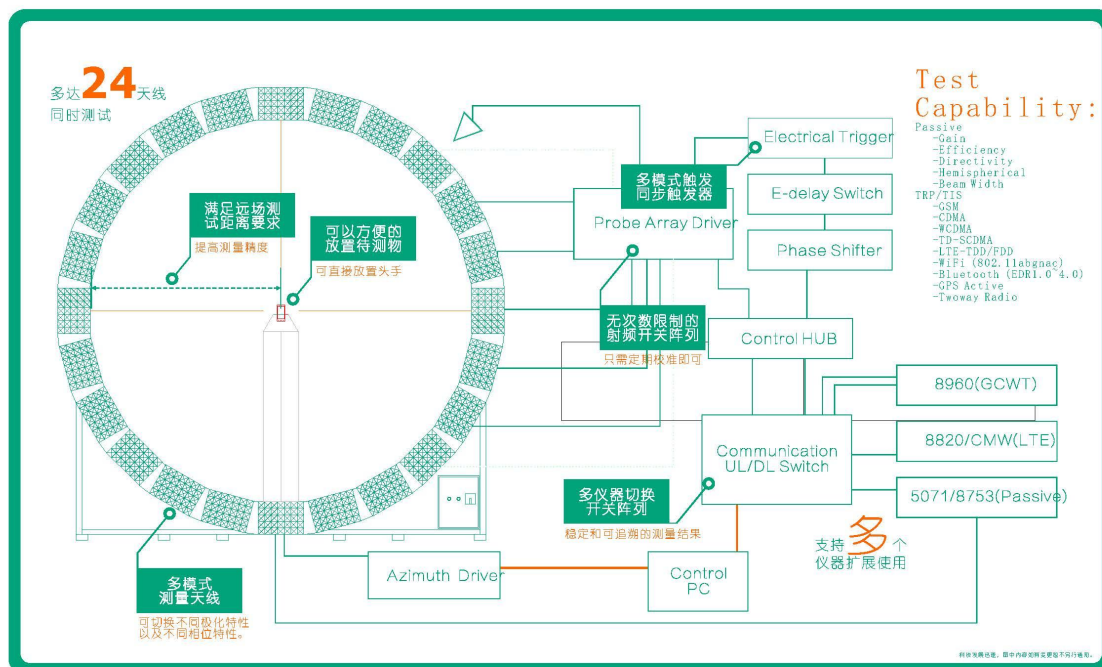 多达24天线
同时测试
满足远场测
试距离要求
提高测量精度
可以方便的
放置待测物
可直接放置头手
多模式触发
同步触发器
Electrical Trigger
E-delay Switch
Phase Shifter
Probe Array Driver
无次数限制的
射频开关阵列
只需定期校准即可
Control HUB
Test
Capability:
Passive
-Gain
-Efficiency
-Directivity
-Hemispherical
-Beam Width
TRP/TIS
-GSM
-CDMA
-WCDMA
-TD-SCDMA
-LTE-TDD/FDD
-WiFi (802.11abgnac)
-Bluetooth (EDR1.0~4.0)
-GPS Active
-Twoway Radio
8960(GCWT)
8820/CMW(LTE)
5071/8753(Passive)
Communication
UL/DL Switch
多仪器切换
开关阵列
稳定和可追溯的测量结果
支持多个
仪器扩展使用
Azimuth Driver
Control
PC
多模式
测量天线
可切换不同极化特性
以及不同相位特性。